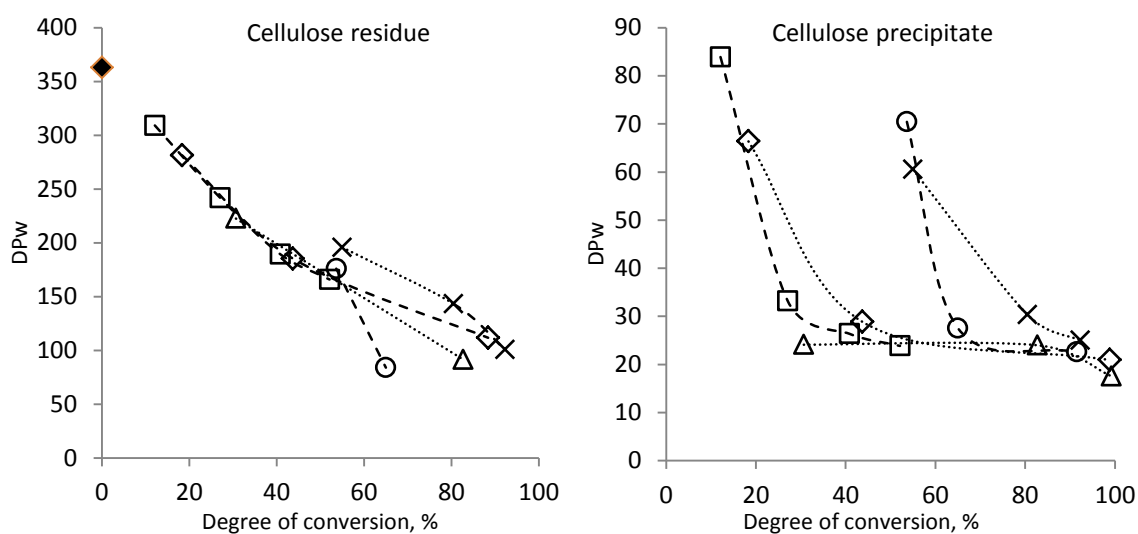 Cellulose residue
400
350
300
250
200
150
100
50
0
DPw
0 20 40 60 80 100
Degree of conversion, %
Cellulose precipitate
90
80
70
60
50
40
30
20
10
0
DPw
0 20 40 60 80 100
Degree of conversion, %